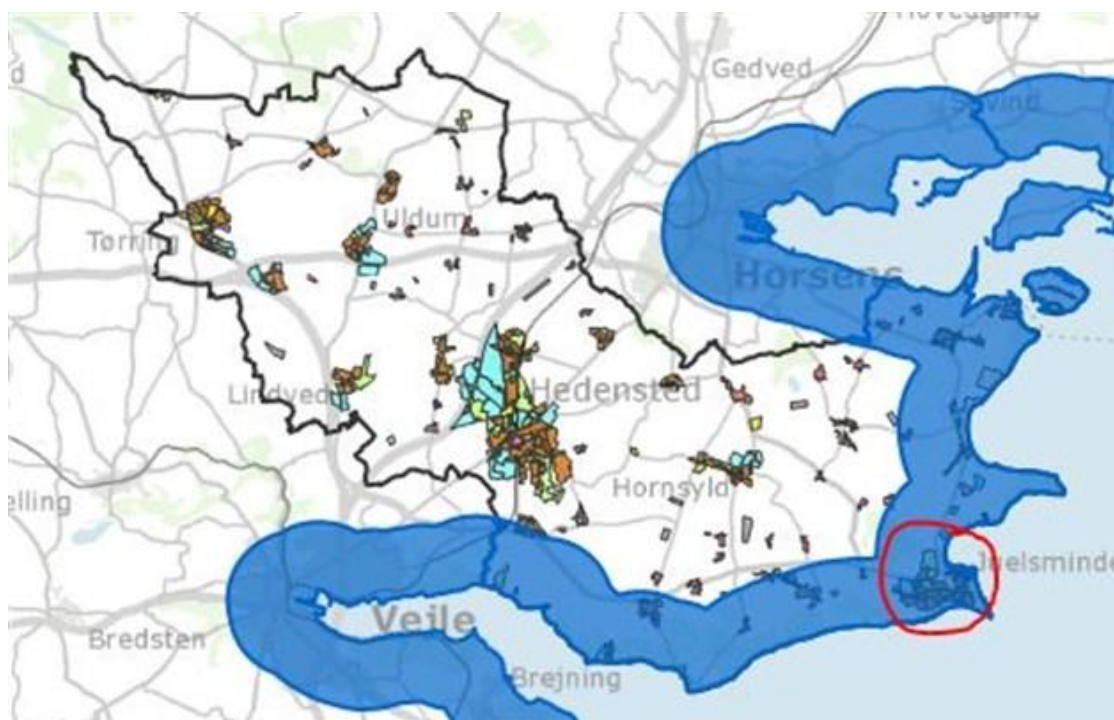 Gedved
Uldum
Tørring
Horsens
Hedensted
Lindved
elling
Hornsyld
Juelsminde
Vejle
Bredsten
Brejning